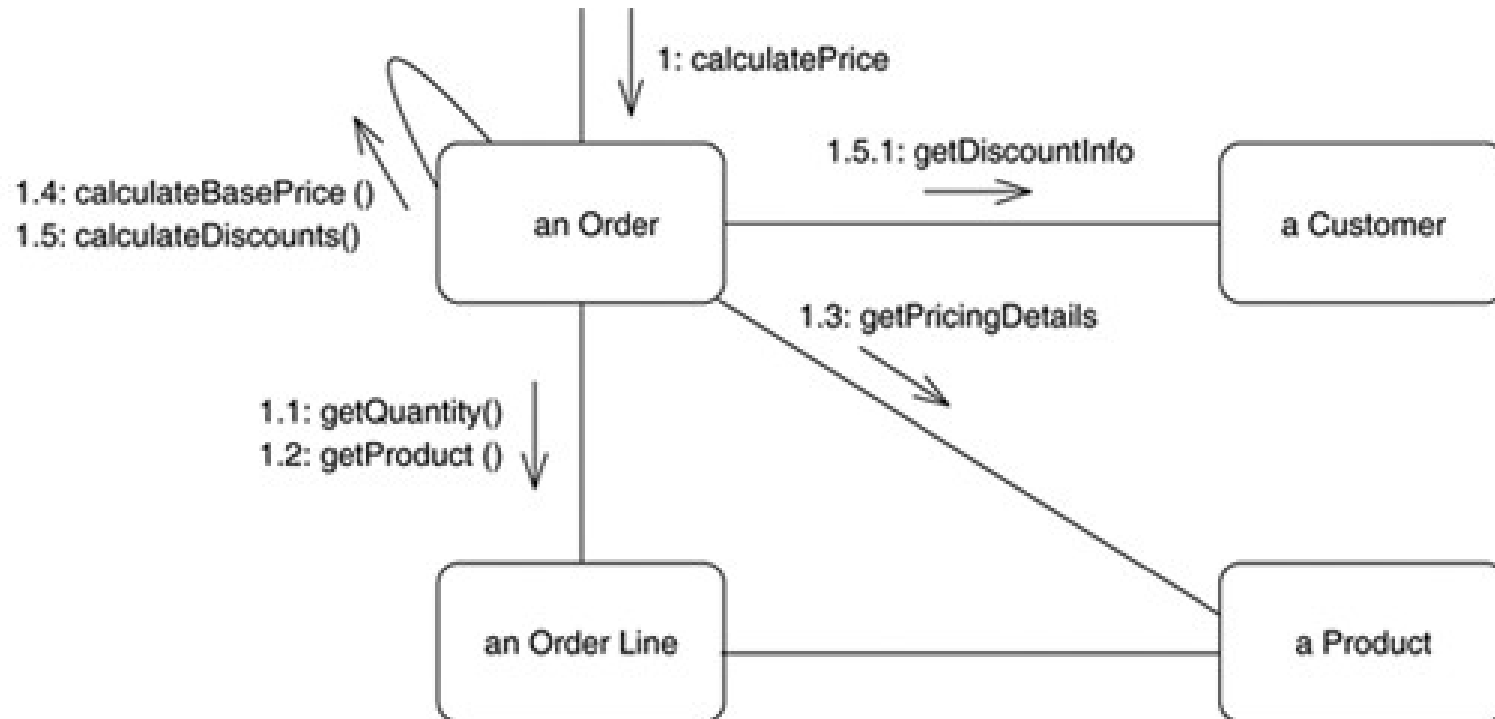 1: calculatePrice
1.5.1: getDiscountInfo
1.4: calculateBasePrice ()
1.5: calculateDiscounts()
an Order
a Customer
1.3: getPricingDetails
1.1: getQuantity()
1.2: getProduct ()
an Order Line
a Product